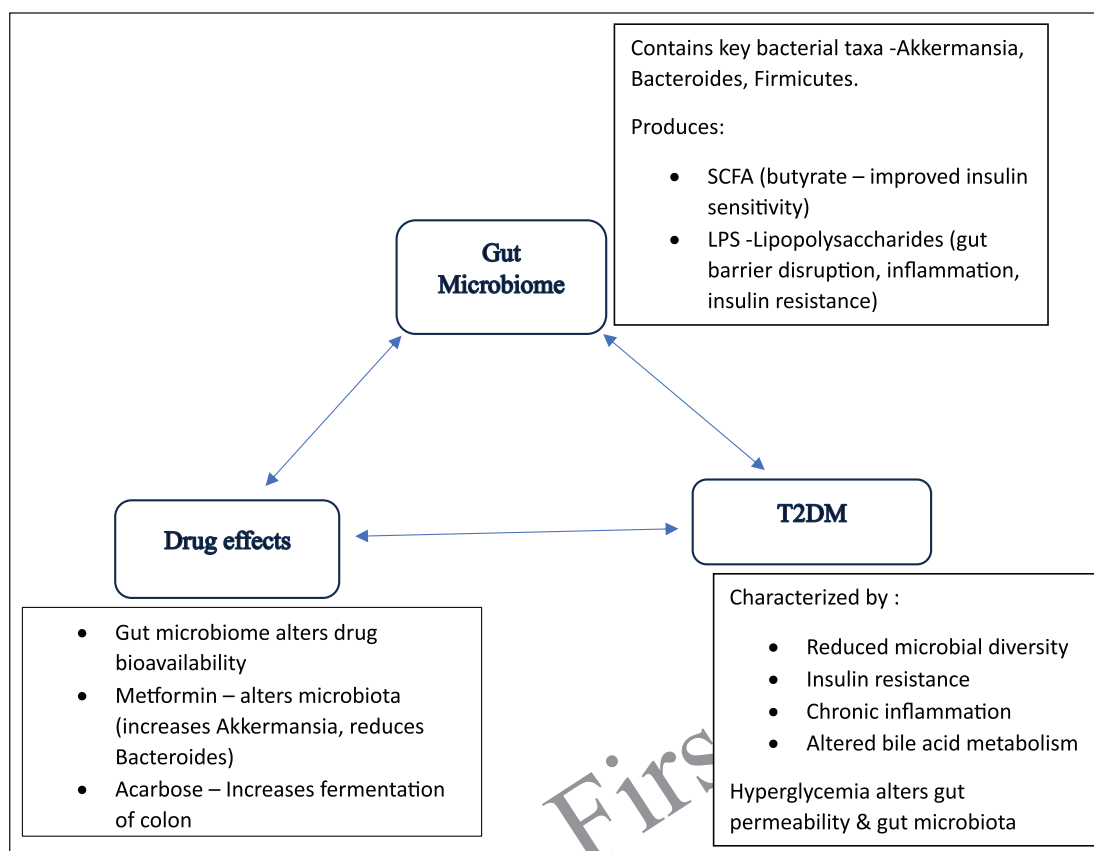 Contains key bacterial taxa -Akkermansia,
Bacteroides, Firmicutes.
Produces:
• SCFA (butyrate – improved insulin
sensitivity)
• LPS -Lipopolysaccharides (gut
barrier disruption, inflammation,
insulin resistance)
Gut
Microbiome
Drug effects
T2DM
• Gut microbiome alters drug
bioavailability
• Metformin – alters microbiota
(increases Akkermansia, reduces
Bacteroides)
• Acarbose – Increases fermentation
of colon
Characterized by :
• Reduced microbial diversity
• Insulin resistance
• Chronic inflammation
• Altered bile acid metabolism
Hyperglycemia alters gut
permeability & gut microbiota
Firs